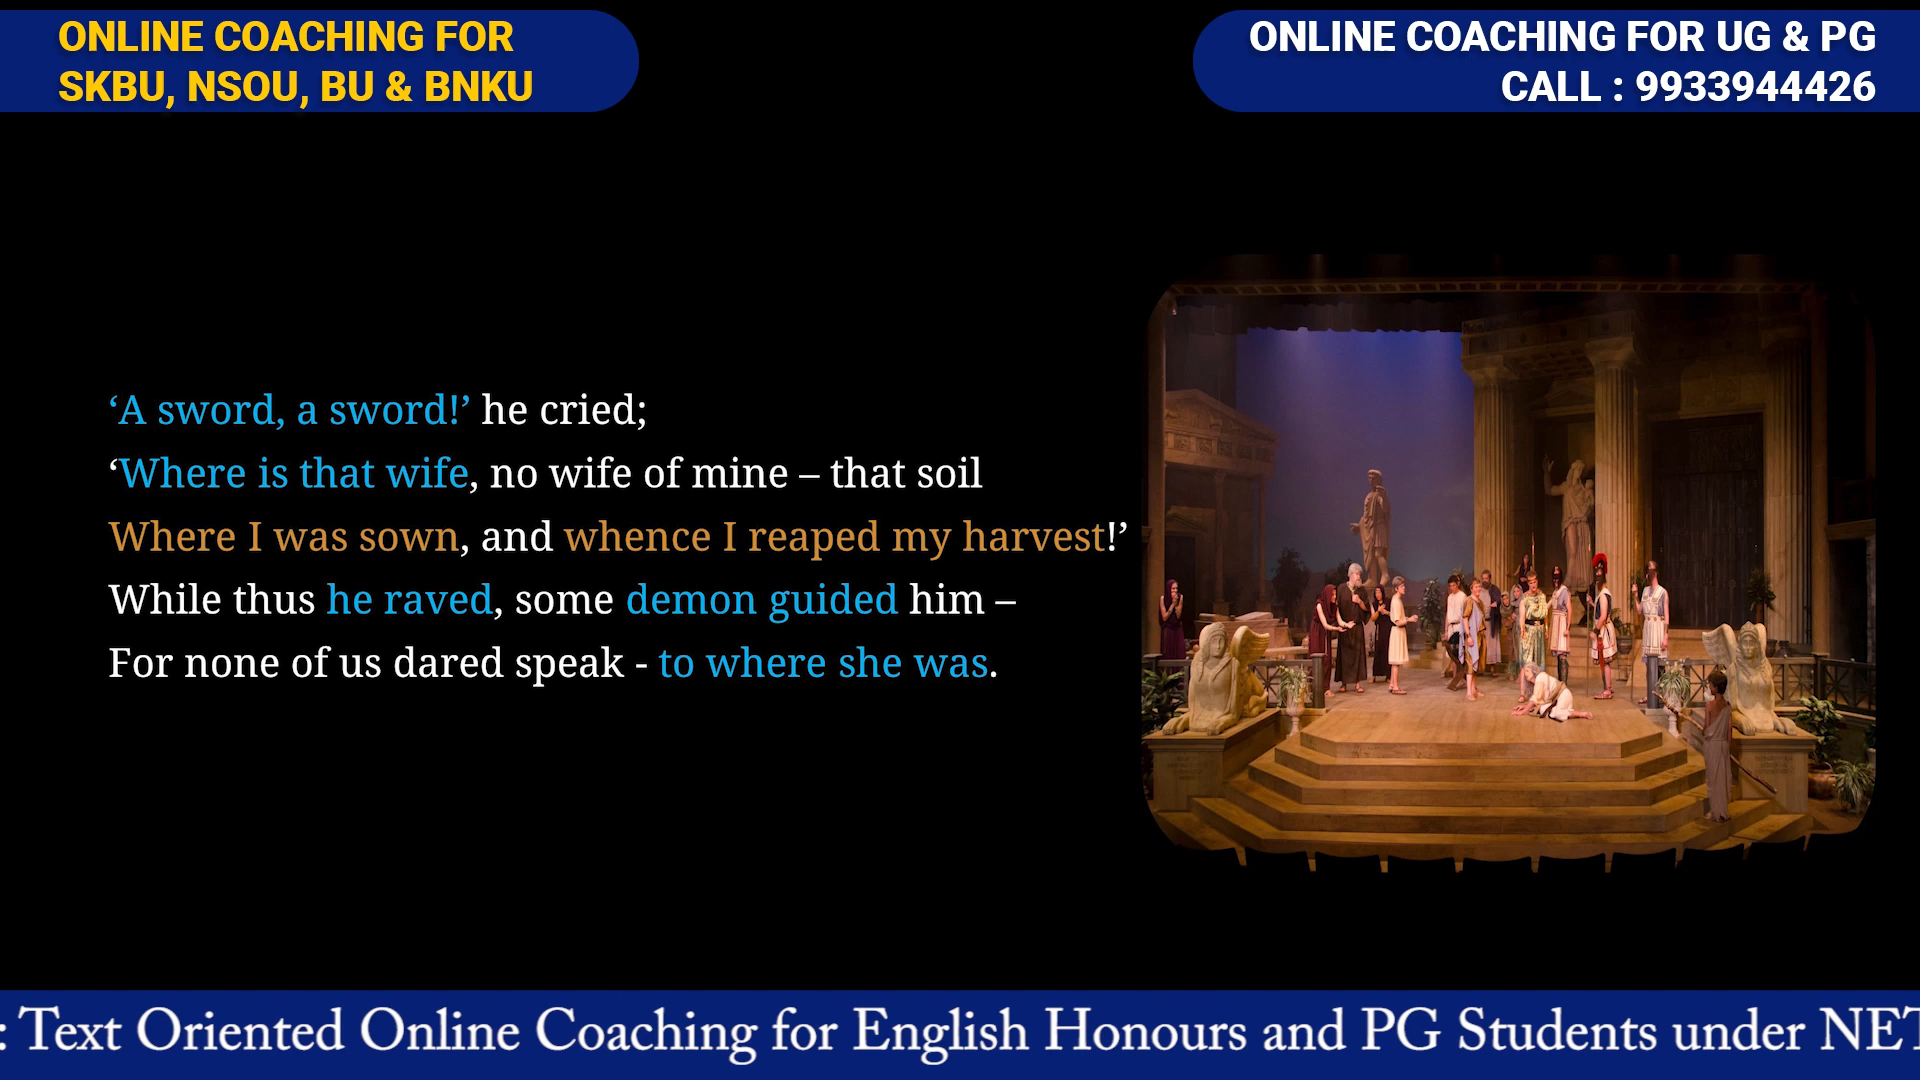 ONLINE COACHING FOR
SKBU, NSOU, BU & BNKU
ONLINE COACHING FOR UG & PG
CALL : 9933944426
‘A sword, a sword!’ he cried;
‘Where is that wife, no wife of mine – that soil
Where I was sown, and whence I reaped my harvest!’
While thus he raved, some demon guided him –
For none of us dared speak - to where she was.
: Text Oriented Online Coaching for English Honours and PG Students under NET